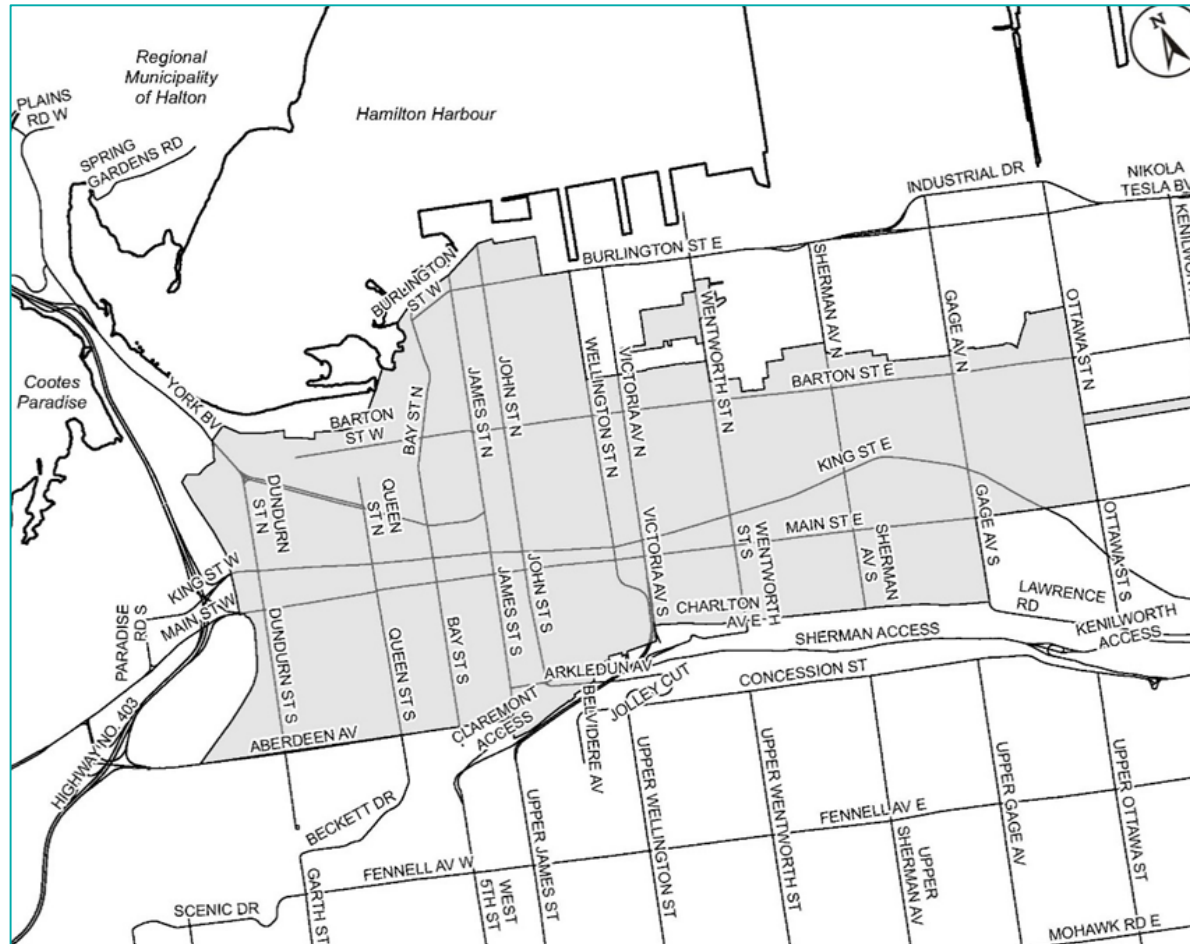 Regional
Municipality
of Halton
PLAINS
RD W
SPRING
GARDENS RD
Hamilton Harbour
N
INDUSTRIAL DR
NIKOLA
TESLA BV
KENILWORTH
BURLINGTON ST E
BURLINGTON
ST W
SHERMAN AV N
GAGE AV N
OTTAWA ST N
WENTWORTH ST N
VICTORIA AV N
WELLINGTON ST N
JOHN ST N
JAMES ST N
BAY ST N
Cootes
Paradise
YORK BV
BARTON
ST W
BARTON ST E
KING ST E
DUNDURN
ST N
QUEEN
ST N
MAIN ST E
VICTORIA AV S
WENTWORTH
ST S
SHERMAN
AV S
GAGE AV S
OTTAWA ST S
KING ST W
MAIN ST W
PARADISE
RD S
DUNDURN ST S
QUEEN ST S
BAY ST S
JAMES ST S
JOHN ST S
CHARLTON
AV E
LAWRENCE
RD
KENILWORTH
ACCESS
SHERMAN ACCESS
ARKLEDUN AV
CONCESSION ST
JOLLEY CUT
CLAREMONT
ACCESS
BELVIDERE AV
ABERDEEN AV
HIGHWAY NO. 403
BECKETT DR
FENNELL AV E
FENNELL AV W
UPPER JAMES ST
UPPER WELLINGTON ST
UPPER WENTWORTH ST
UPPER
SHERMAN AV
UPPER GAGE AV
UPPER OTTAWA ST
GARTH ST
WEST
5TH ST
SCENIC DR
MOHAWK RD E